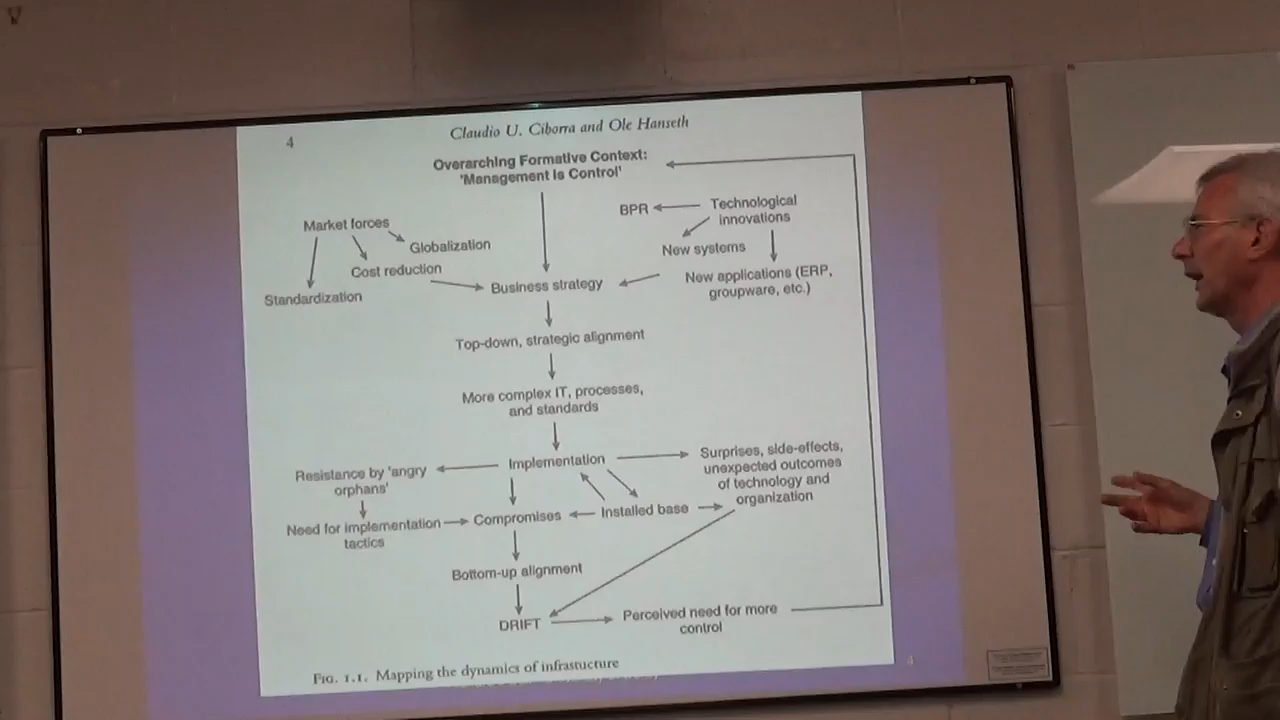 4
Claudio U. Ciborra and Ole Hanseth
Overarching Formative Context:
'Management is Control'
Market forces
Globalization
Cost reduction
Standardization
BPR
Technological
innovations
New systems
New applications (ERP,
groupware, etc.)
Business strategy
Top-down, strategic alignment
More complex IT, processes,
and standards
Implementation
Resistance by 'angry
orphans'
Surprises, side-effects,
unexpected outcomes
of technology and
organization
Need for implementation
tactics
Compromises
Installed base
Bottom-up alignment
DRIFT
Perceived need for more
control
FIG. 1.1. Mapping the dynamics of infrastucture
4